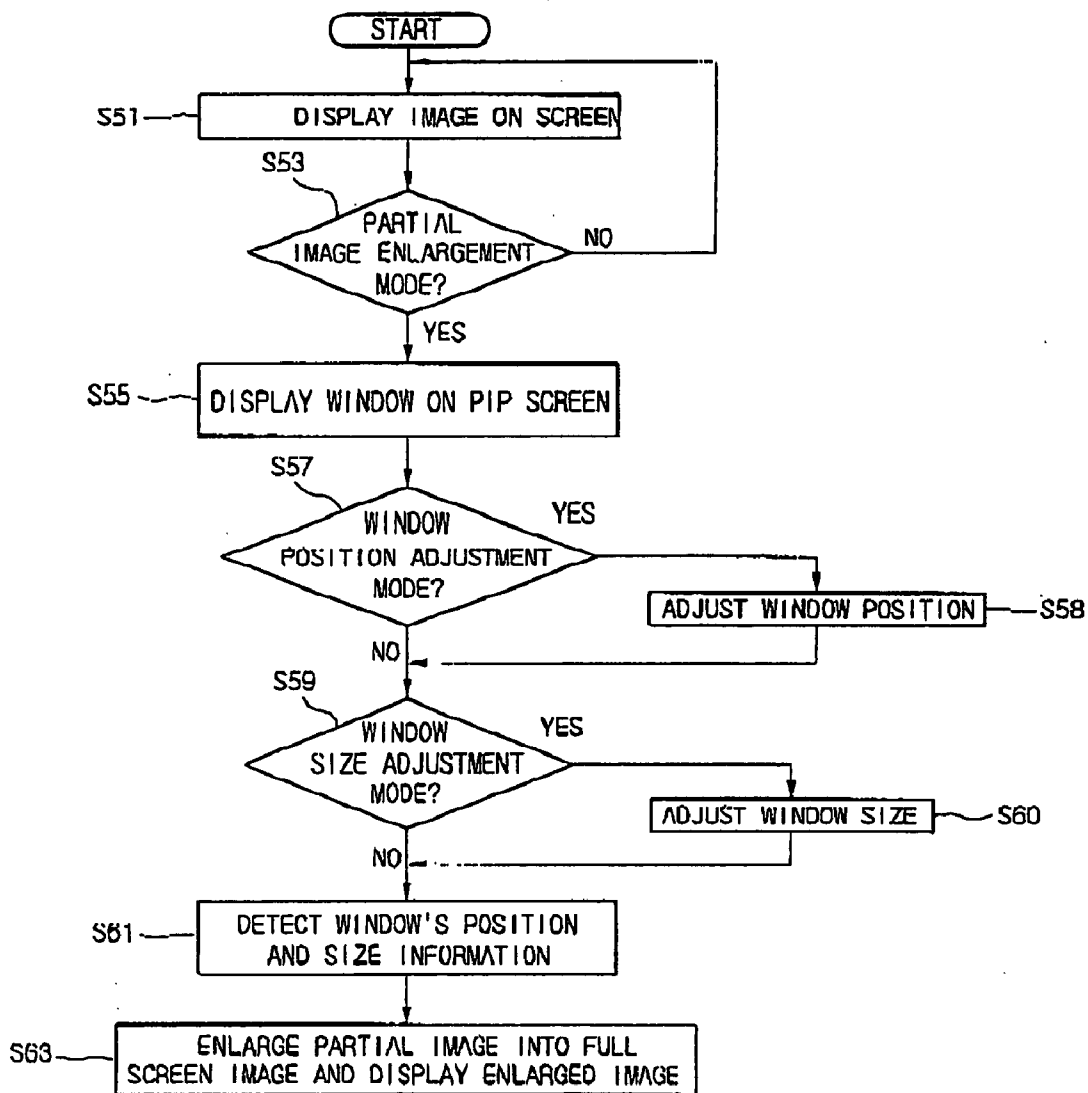 START
S51
DISPLAY IMAGE ON SCREEN
S53
PARTIAL
IMAGE ENLARGEMENT
MODE?
NO
YES
S55
DISPLAY WINDOW ON PIP SCREEN
S57
WINDOW
POSITION ADJUSTMENT
MODE?
YES
ADJUST WINDOW POSITION
S58
NO
S59
WINDOW
SIZE ADJUSTMENT
MODE?
YES
ADJUST WINDOW SIZE
S60
NO
S61
DETECT WINDOW'S POSITION
AND SIZE INFORMATION
S63
ENLARGE PARTIAL IMAGE INTO FULL
SCREEN IMAGE AND DISPLAY ENLARGED IMAGE